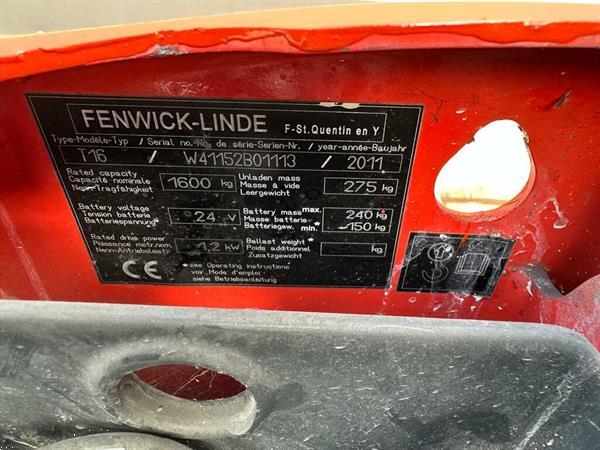 FENWICK-LINDE F-St.Quentin en Y
Type-Modèle-Typ / Serial no.-No de série-Serien-Nr. / year-année-Baujahr
T16 / W41152B01113 / 2011
Rated capacity
Capacité nominale 1600 kg
Nenn-Tragfähigkeit
Unladen mass
Masse à vide 275 kg
Leergewicht
Battery voltage
Tension batterie 24 V
Batteriespannung
Battery mass max. 240 kg
Masse batterie*
Batteriegew. min. 150 kg
Rated drive power
Puissance mot.nom. 1,2 kW
Nenn-Antriebsleist.
Ballast weight *
Poids additionnel kg
Zusatzgewicht
CE
*see Operating instructions
voir Mode d'emploi
siehe Betriebsanleitung